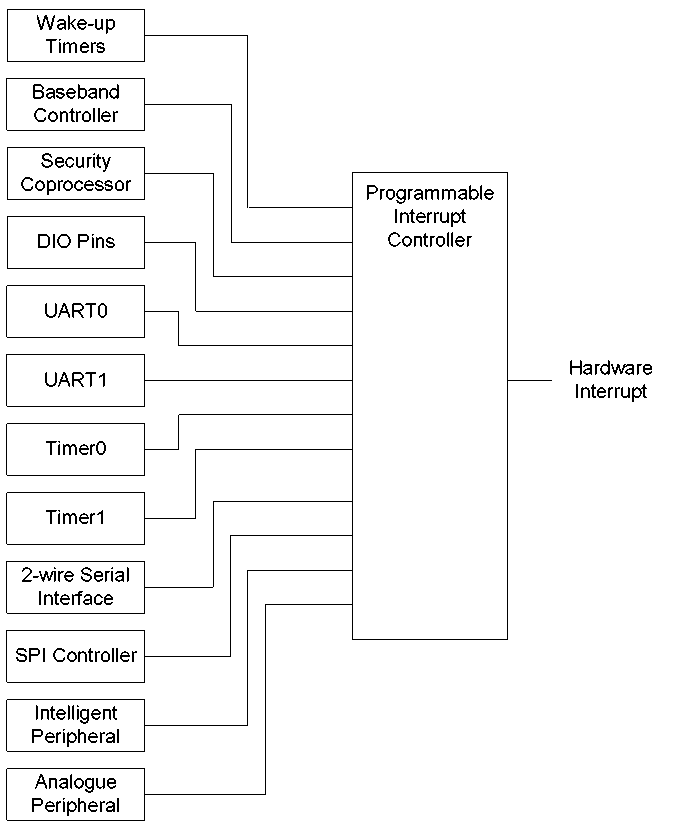 Wake-up
Timers
Baseband
Controller
Security
Coprocessor
DIO Pins
UART0
UART1
Timer0
Timer1
2-wire Serial
Interface
SPI Controller
Intelligent
Peripheral
Analogue
Peripheral
Programmable
Interrupt
Controller
Hardware
Interrupt